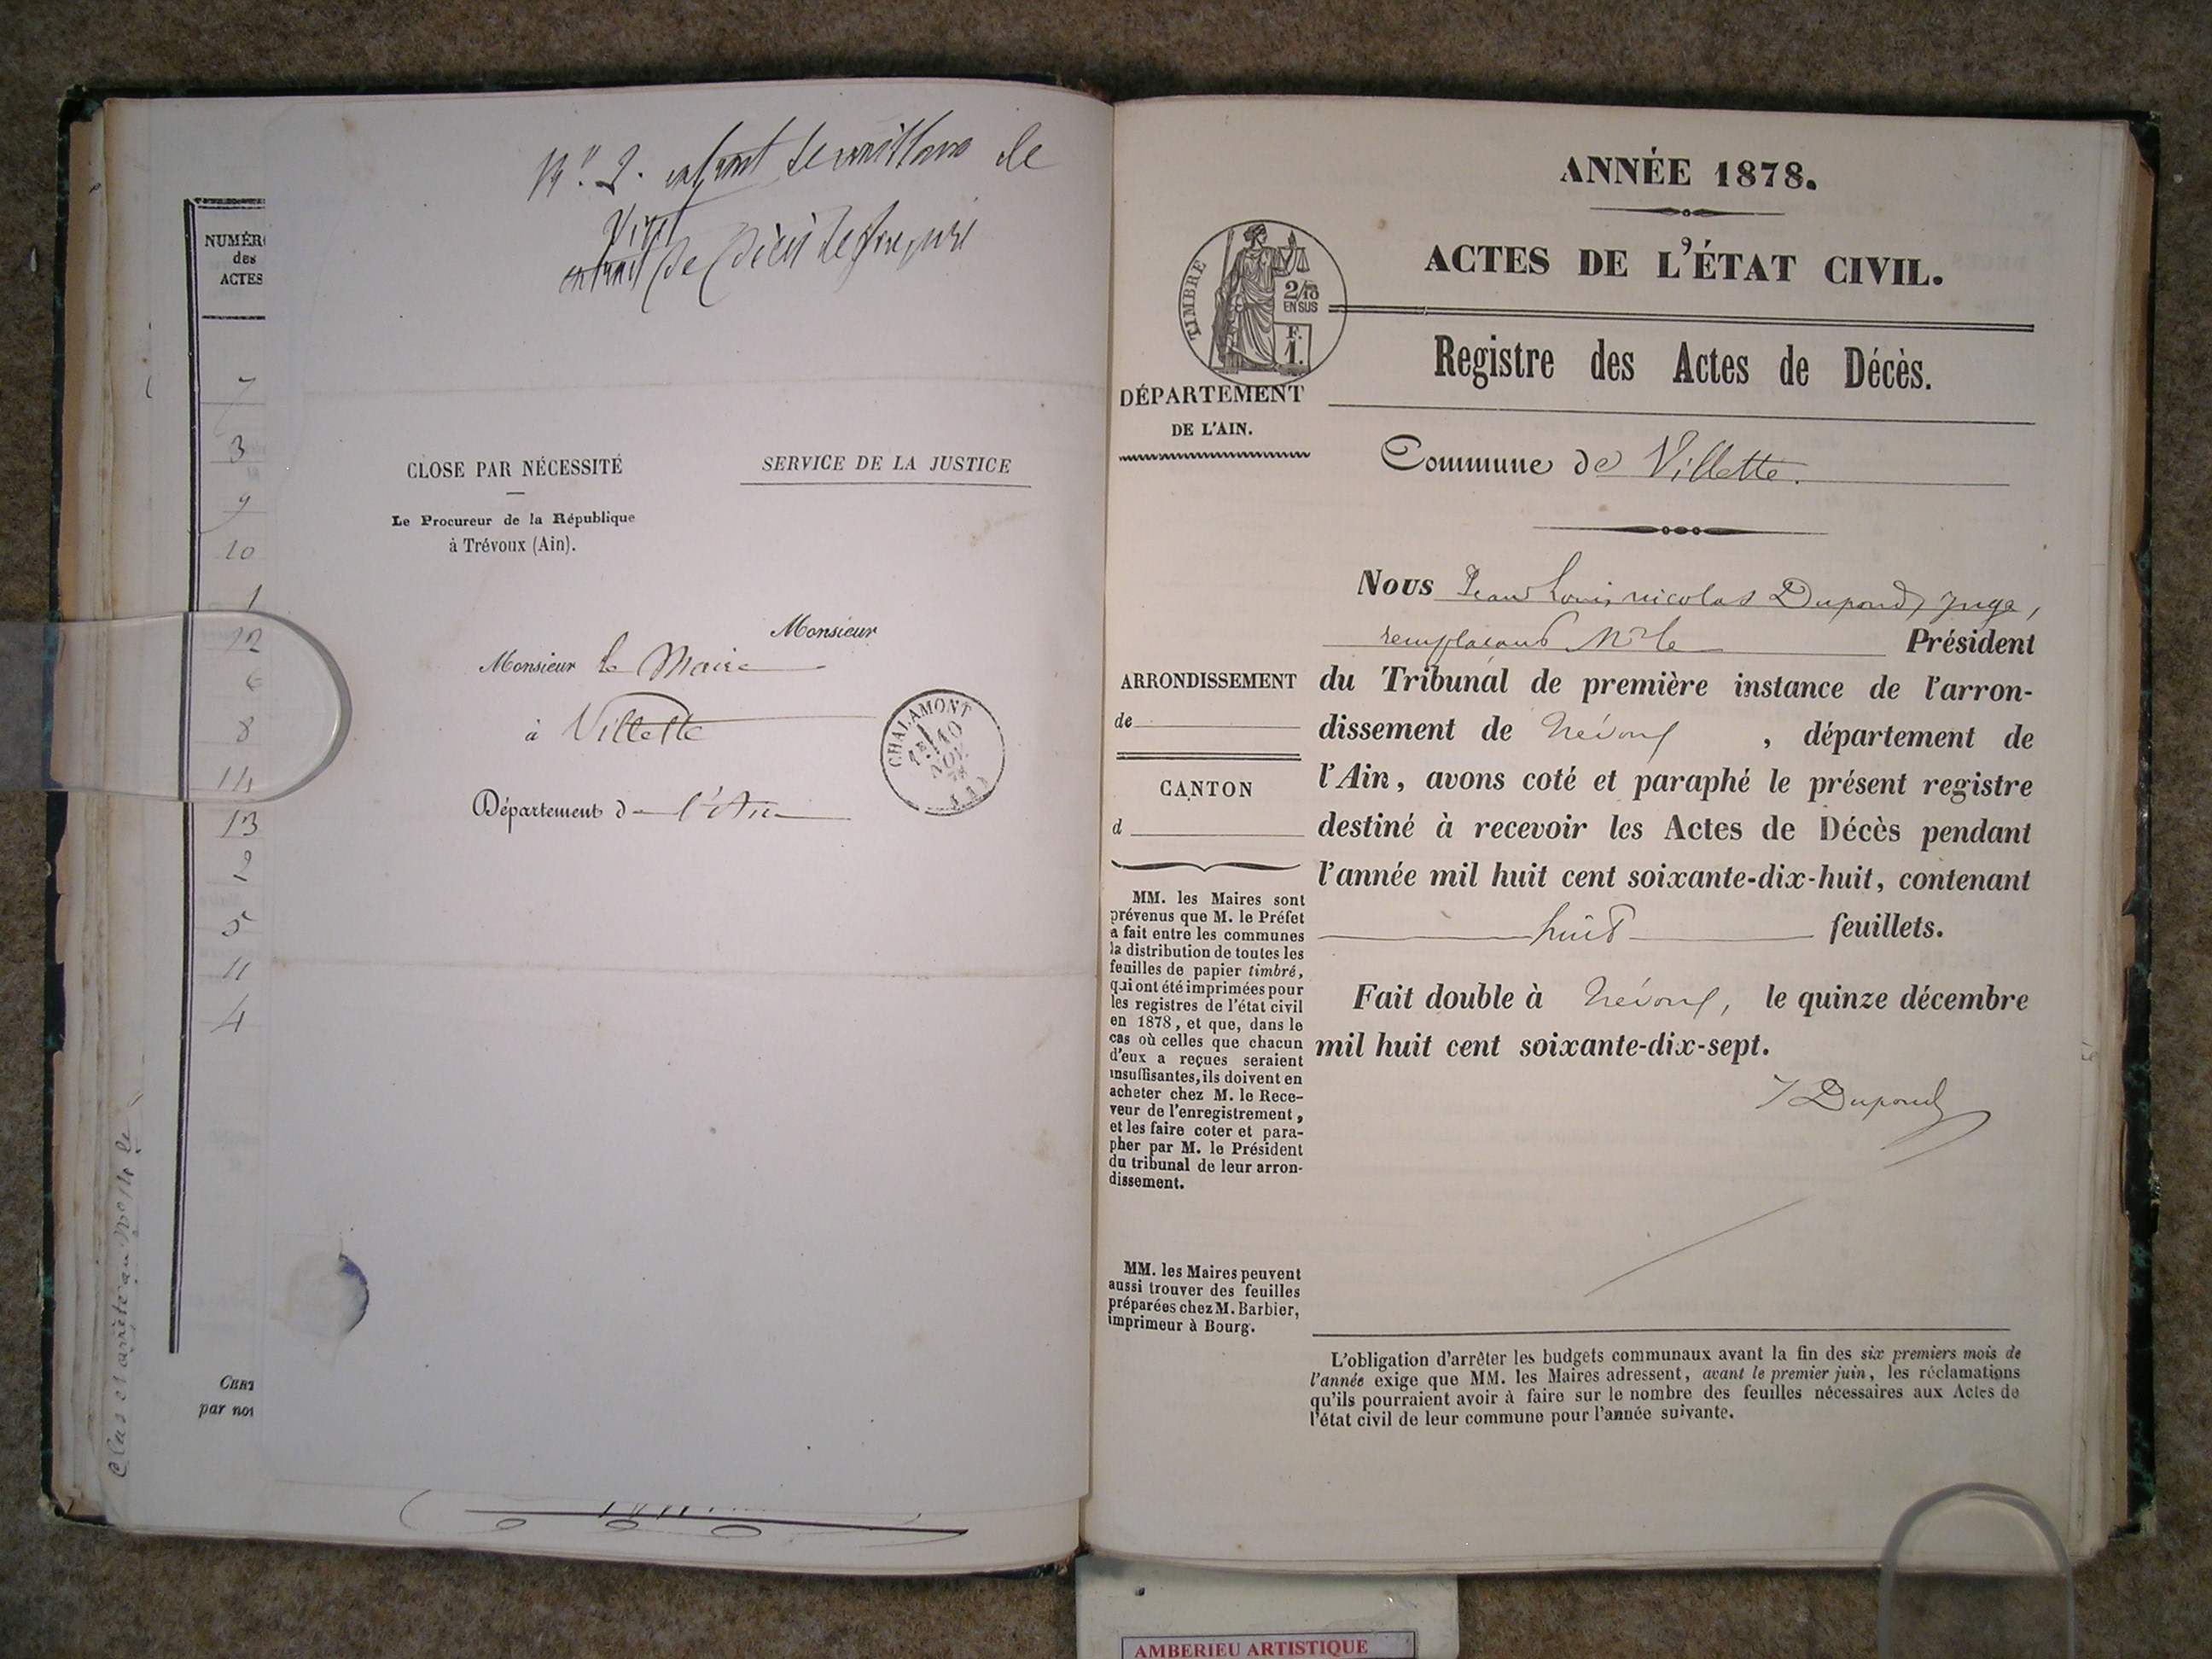 N° 2.
de
NUMÉR
des
ACTES
7
3
9
10
1
12
6
8
14
13
2
5
11
4
CERT
par nou
CLOSE PAR NÉCESSITÉ
Le Procureur de la République
à Trévoux (Ain).
SERVICE DE LA JUSTICE
Monsieur
Monsieur le Maire
à Villette
Département de l'Ain
CHALAMONT
10
NOV.
ANNÉE 1878.
ACTES DE L'ÉTAT CIVIL.
TIMBRE
2/10
EN SUS
F.
1.
Registre des Actes de Décès.
DÉPARTEMENT
DE L'AIN.
Commune de Villette.
ARRONDISSEMENT
de
CANTON
d
MM. les Maires sont
prévenus que M. le Préfet
a fait entre les communes
la distribution de toutes les
feuilles de papier timbré,
qui ont été imprimées pour
les registres de l'état civil
en 1878, et que, dans le
cas où celles que chacun
d'eux a reçues seraient
insuffisantes, ils doivent en
acheter chez M. le Rece-
veur de l'enregistrement,
et les faire coter et para-
pher par M. le Président
du tribunal de leur arron-
dissement.
MM. les Maires peuvent
aussi trouver des feuilles
préparées chez M. Barbier,
imprimeur à Bourg.
Nous Jean Louis Nicolas Dupond, Juge,
remplaçant Mr le Président
du Tribunal de première instance de l'arron-
dissement de Trévoux, département de
l'Ain, avons coté et paraphé le présent registre
destiné à recevoir les Actes de Décès pendant
l'année mil huit cent soixante-dix-huit, contenant
huit feuillets.
Fait double à Trévoux, le quinze décembre
mil huit cent soixante-dix-sept.
Dupond
L'obligation d'arrêter les budgets communaux avant la fin des six premiers mois de
l'année exige que MM. les Maires adressent, avant le premier juin, les réclamations
qu'ils pourraient avoir à faire sur le nombre des feuilles nécessaires aux Actes de
l'état civil de leur commune pour l'année suivante.
AMBERIEU ARTISTIQUE